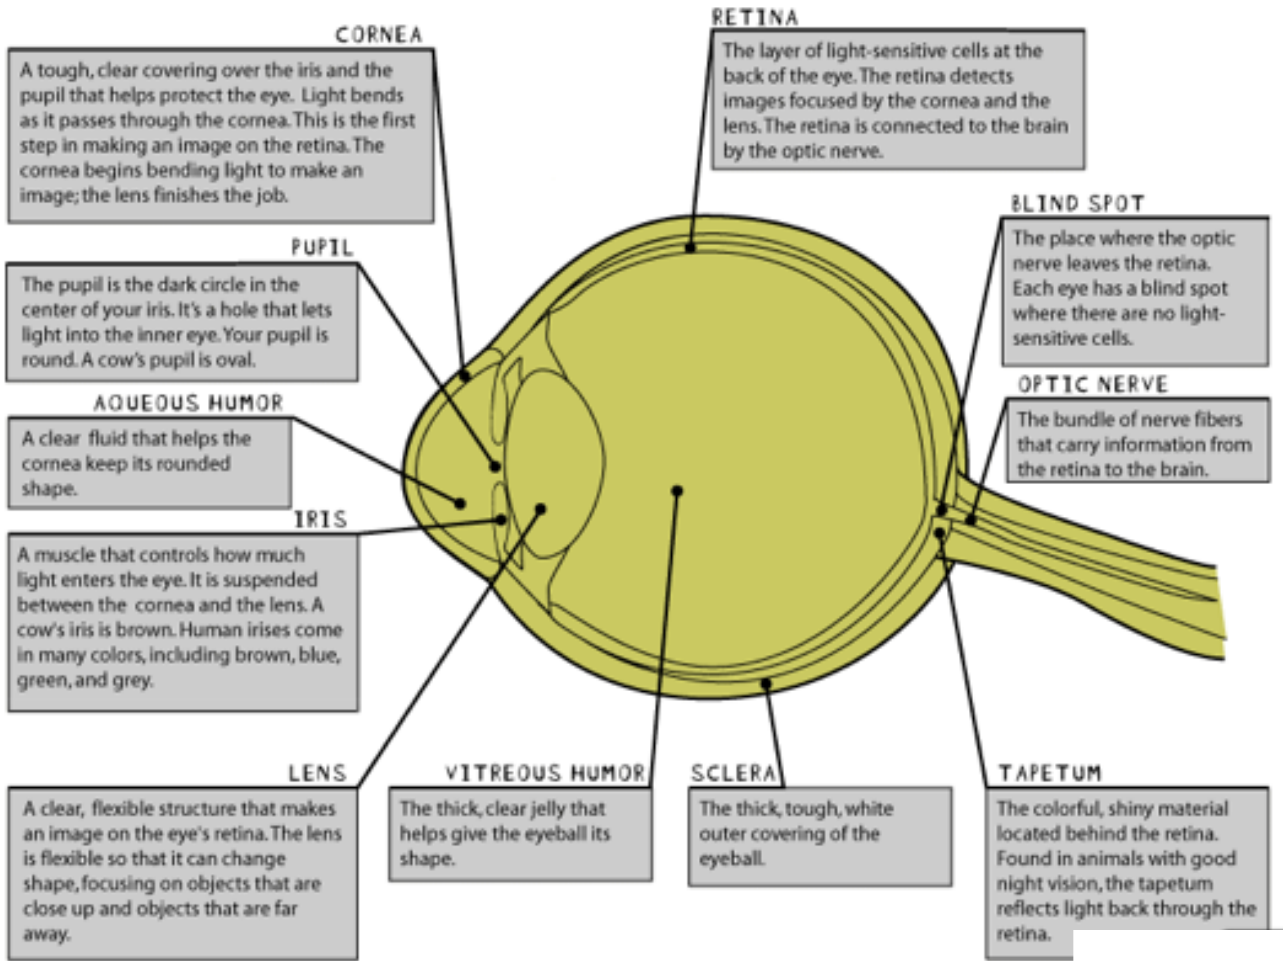 CORNEA
A tough, clear covering over the iris and the
pupil that helps protect the eye. Light bends
as it passes through the cornea. This is the first
step in making an image on the retina. The
cornea begins bending light to make an
image; the lens finishes the job.
RETINA
The layer of light-sensitive cells at the
back of the eye. The retina detects
images focused by the cornea and the
lens. The retina is connected to the brain
by the optic nerve.
PUPIL
The pupil is the dark circle in the
center of your iris. It's a hole that lets
light into the inner eye. Your pupil is
round. A cow's pupil is oval.
BLIND SPOT
The place where the optic
nerve leaves the retina.
Each eye has a blind spot
where there are no light-
sensitive cells.
AQUEOUS HUMOR
A clear fluid that helps the
cornea keep its rounded
shape.
OPTIC NERVE
The bundle of nerve fibers
that carry information from
the retina to the brain.
IRIS
A muscle that controls how much
light enters the eye. It is suspended
between the cornea and the lens. A
cow's iris is brown. Human irises come
in many colors, including brown, blue,
green, and grey.
LENS
A clear, flexible structure that makes
an image on the eye's retina. The lens
is flexible so that it can change
shape, focusing on objects that are
close up and objects that are far
away.
VITREOUS HUMOR
The thick, clear jelly that
helps give the eyeball its
shape.
SCLERA
The thick, tough, white
outer covering of the
eyeball.
TAPETUM
The colorful, shiny material
located behind the retina.
Found in animals with good
night vision, the tapetum
reflects light back through the
retina.